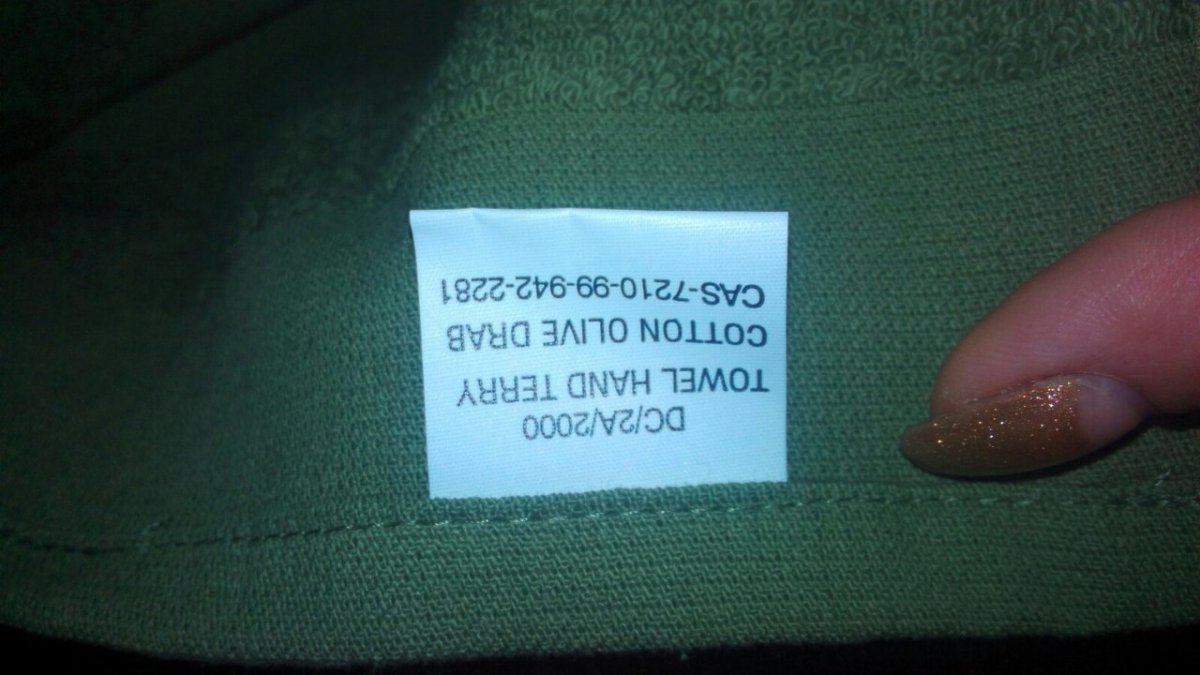 DC/2A/2000
TOWEL HAND TERRY
COTTON OLIVE DRAB
CAS-7210-99-942-2281